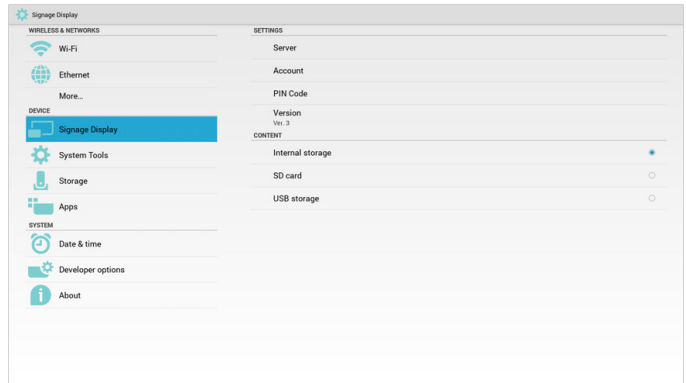 Signage Display
WIRELESS & NETWORKS
Wi-Fi
Ethernet
More...
DEVICE
Signage Display
System Tools
Storage
Apps
SYSTEM
Date & time
Developer options
About
SETTINGS
Server
Account
PIN Code
Version
Ver. 3
CONTENT
Internal storage
SD card
USB storage